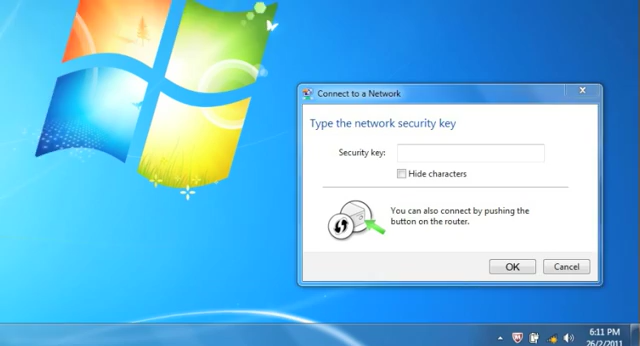 Connect to a Network
Type the network security key
Security key:
Hide characters
You can also connect by pushing the
button on the router.
OK
Cancel
6:11 PM
26/2/2011